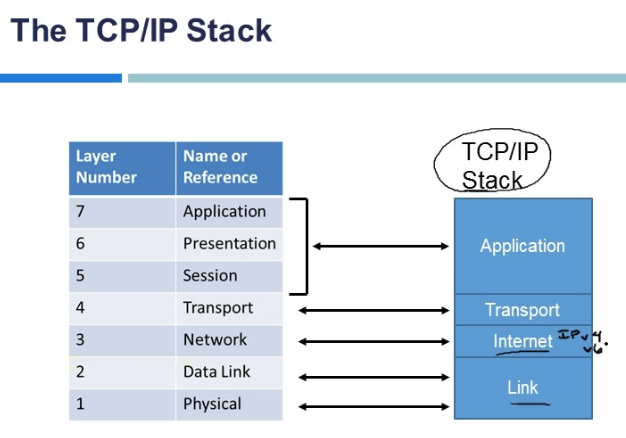 The TCP/IP Stack
Layer Number
Name or Reference
7 Application
6 Presentation
5 Session
4 Transport
3 Network
2 Data Link
1 Physical
TCP/IP
Stack
Application
Transport
Internet IPv4
v6.
Link